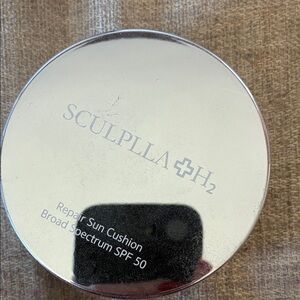 SCULPLLA✚H₂
Repair Sun Cushion
Broad Spectrum SPF 50